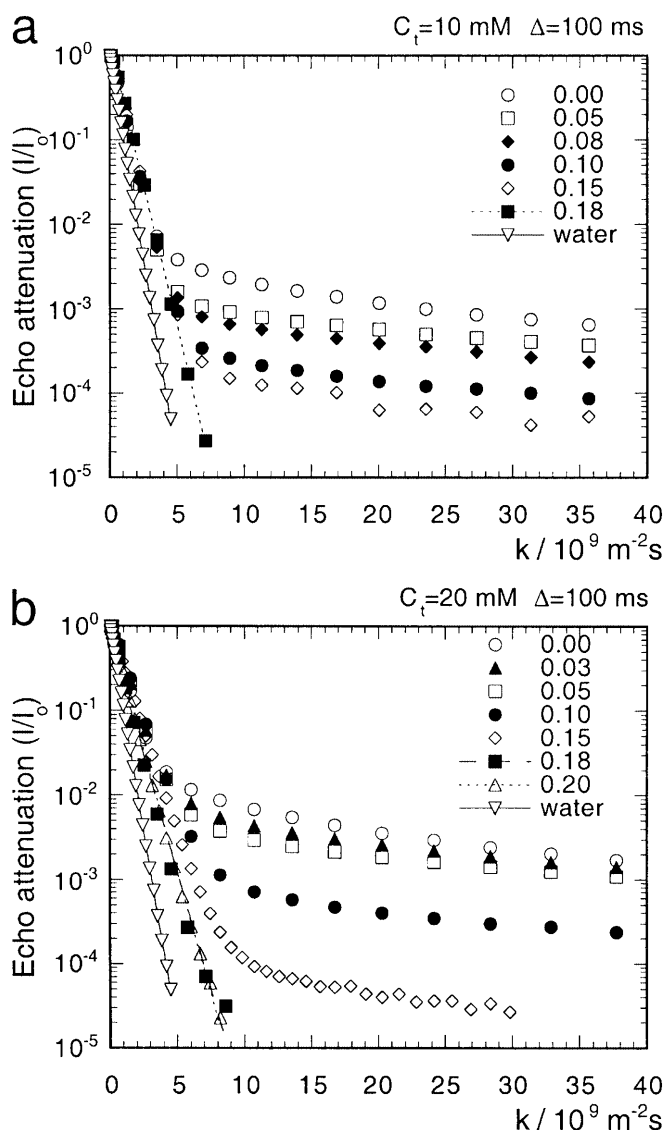 a
C_t=10 mM Δ=100 ms
10^0
10^-1
10^-2
10^-3
10^-4
10^-5
Echo attenuation (I/I_o)
0.00
0.05
0.08
0.10
0.15
0.18
water
0 5 10 15 20 25 30 35 40
k / 10^9 m^-2s
b
C_t=20 mM Δ=100 ms
10^0
10^-1
10^-2
10^-3
10^-4
10^-5
Echo attenuation (I/I_o)
0.00
0.03
0.05
0.10
0.15
0.18
0.20
water
0 5 10 15 20 25 30 35 40
k / 10^9 m^-2s